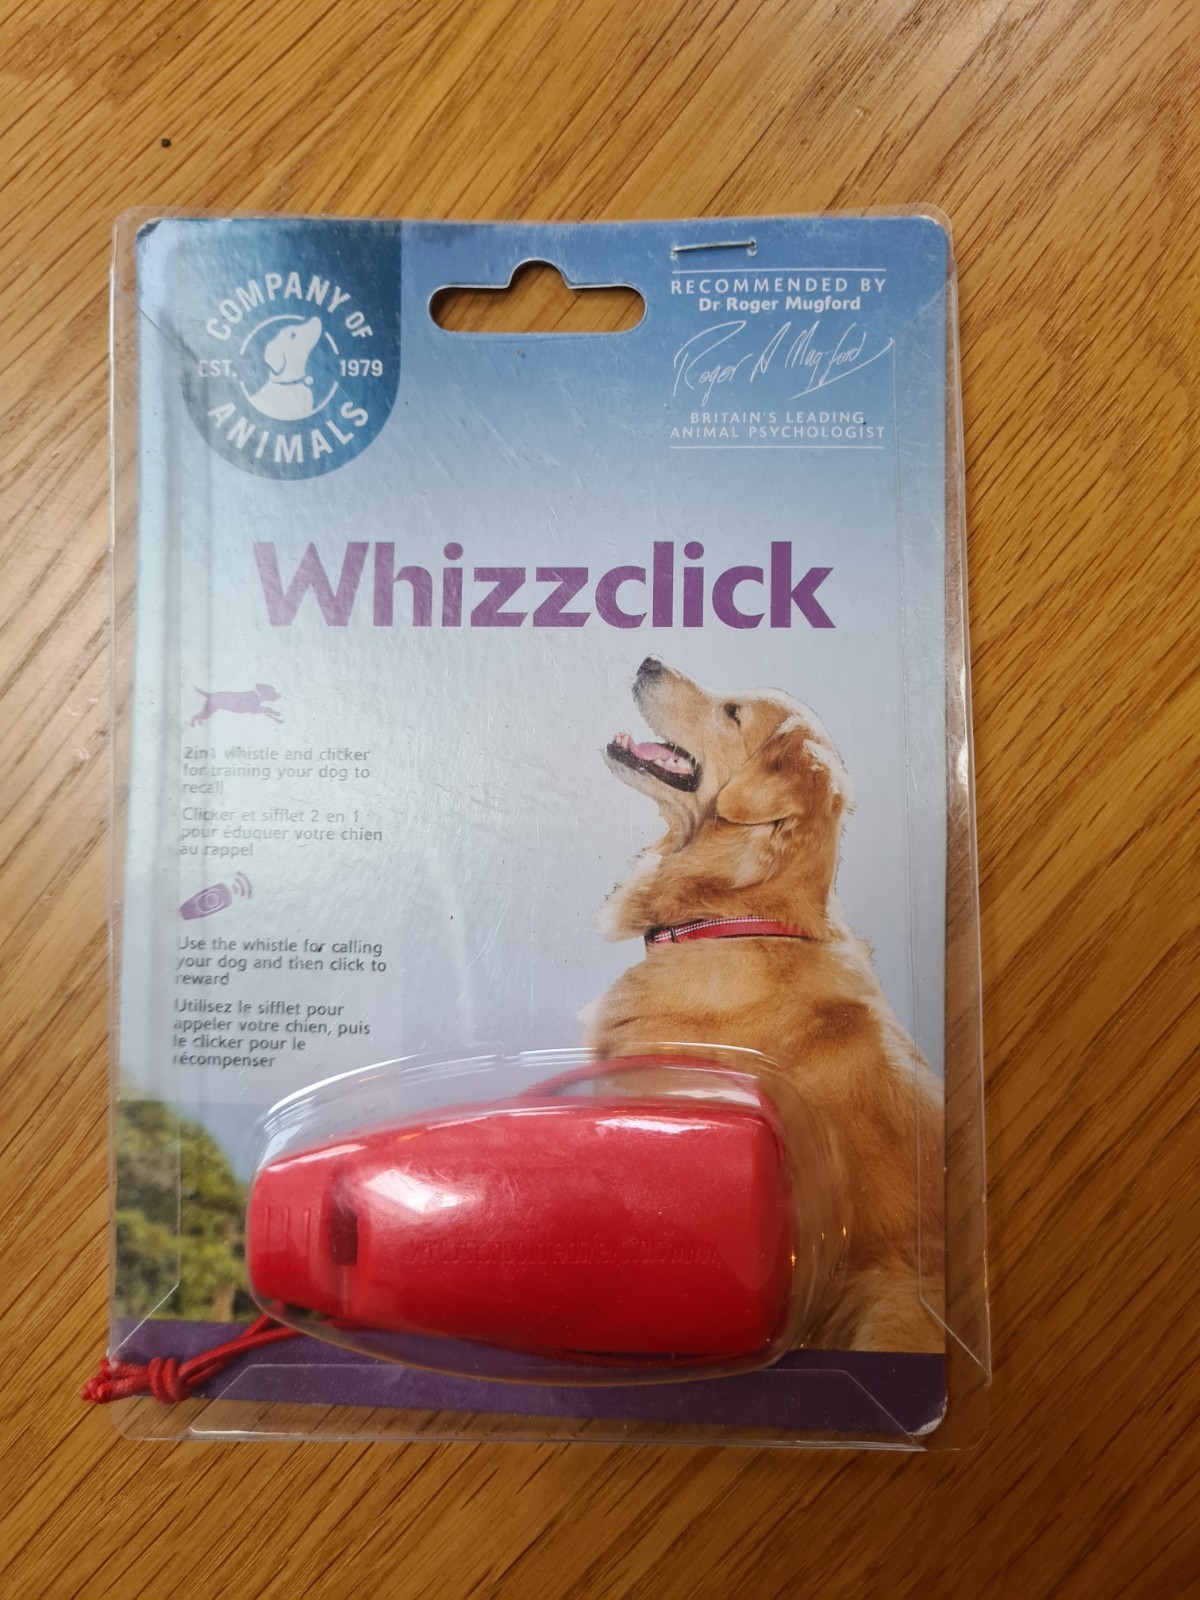 COMPANY OF
EST. 1979
ANIMALS
RECOMMENDED BY
Dr Roger Mugford
Roger A Mugford
BRITAIN'S LEADING
ANIMAL PSYCHOLOGIST
Whizzclick
2in1 whistle and clicker
for training your dog to
recall
Clicker et sifflet 2 en 1
pour éduquer votre chien
au rappel
Use the whistle for calling
your dog and then click to
reward
Utilisez le sifflet pour
appeler votre chien, puis
le clicker pour le
récompenser